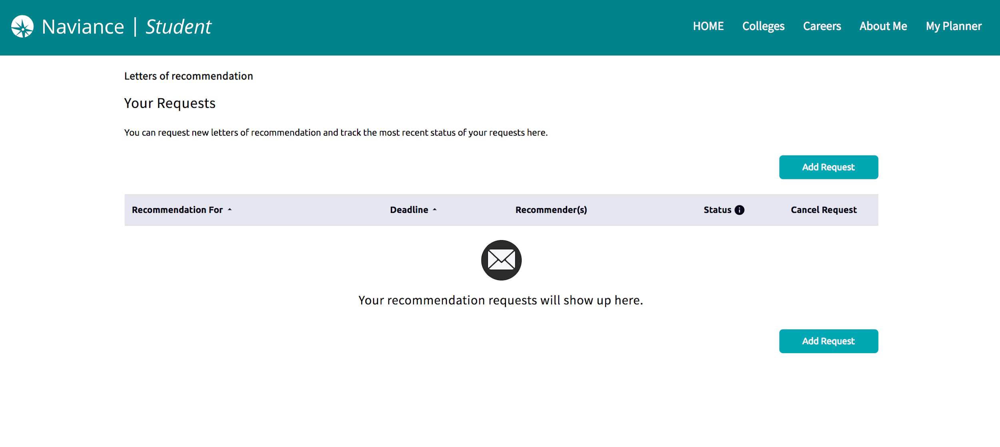 Naviance | Student
HOME Colleges Careers About Me My Planner
Letters of recommendation
Your Requests
You can request new letters of recommendation and track the most recent status of your requests here.
Add Request
Recommendation For Deadline Recommender(s) Status Cancel Request
Your recommendation requests will show up here.
Add Request